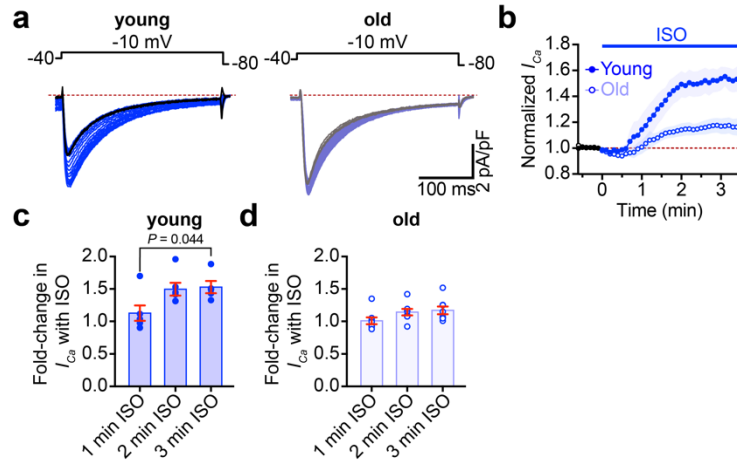 a
young
-10 mV
-40
-80
old
-10 mV
-40
-80
2 pA/pF
100 ms
b
ISO
Normalized ICa
1.8
1.6
1.4
1.2
1.0
0.8
Young
Old
0 1 2 3
Time (min)
c
young
P = 0.044
Fold-change in
ICa with ISO
2.0
1.5
1.0
0.5
0.0
1 min ISO
2 min ISO
3 min ISO
d
old
Fold-change in
ICa with ISO
2.0
1.5
1.0
0.5
0.0
1 min ISO
2 min ISO
3 min ISO